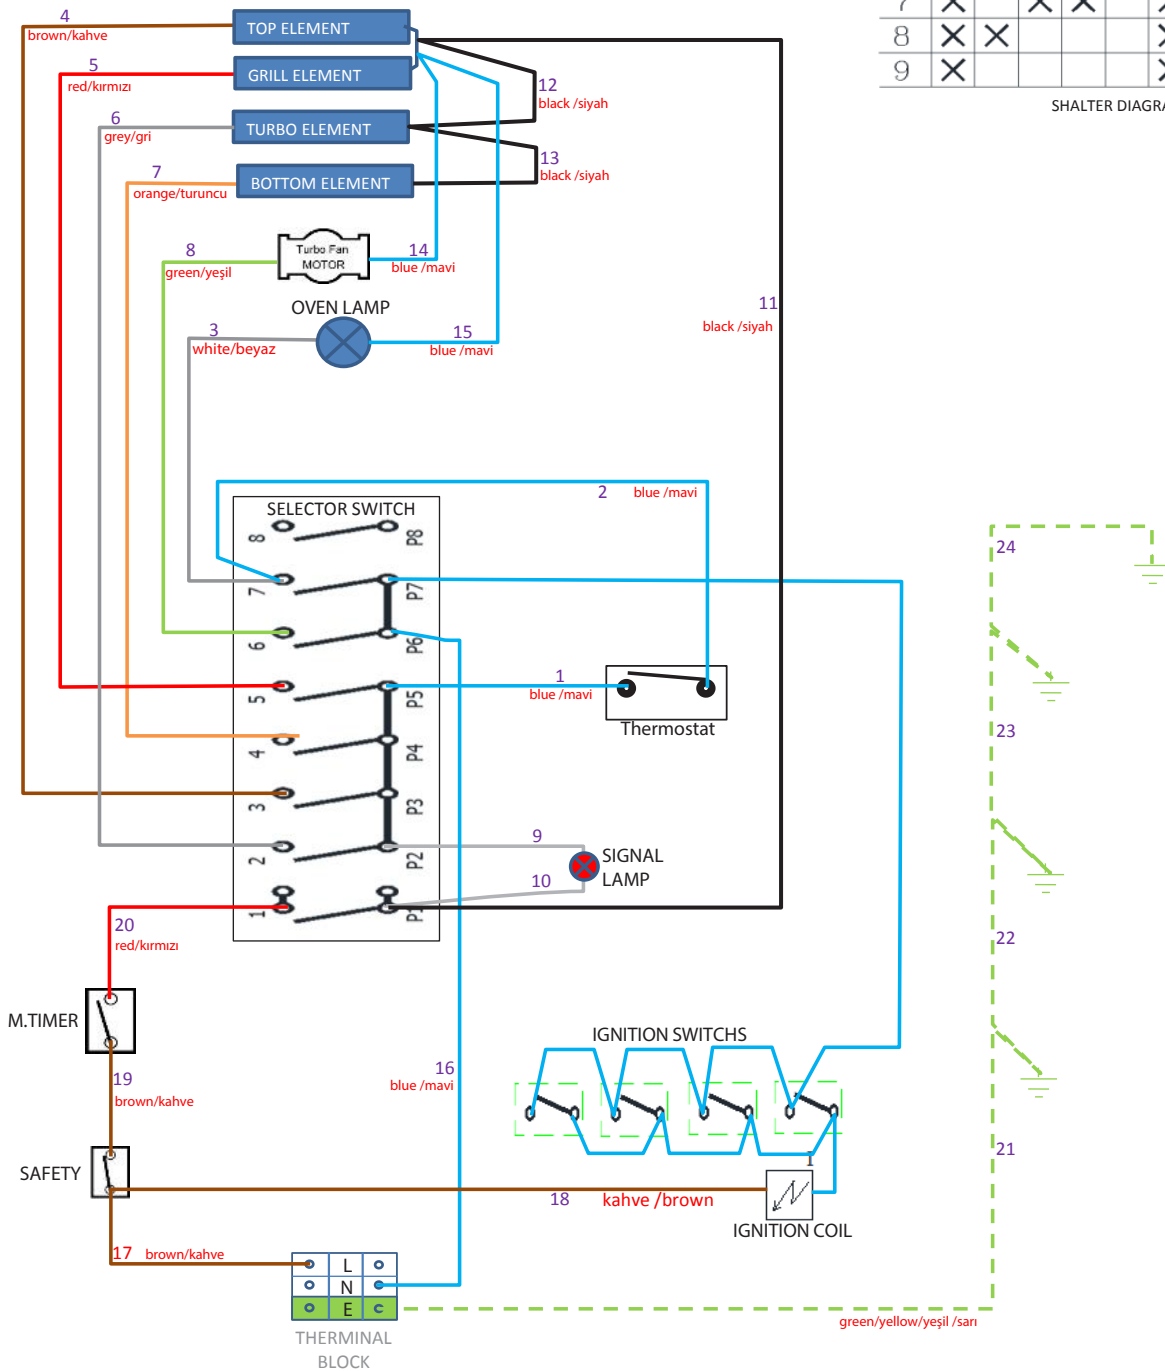 4
brown/kahve
TOP ELEMENT
5
red/kırmızı
GRILL ELEMENT
12
black /siyah
6
grey/gri
TURBO ELEMENT
13
black /siyah
7
orange/turuncu
BOTTOM ELEMENT
8
green/yeşil
Turbo Fan
MOTOR
14
blue /mavi
OVEN LAMP
3
white/beyaz
15
blue /mavi
11
black /siyah
7
8
9
SHALTER DIAGRA
2 blue /mavi
SELECTOR SWITCH
8 P8
7 P7
6 P6
5 P5
4 P4
3 P3
2 P2
1 P1
1
blue /mavi
Thermostat
9
10
SIGNAL
LAMP
20
red/kırmızı
M.TIMER
19
brown/kahve
16
blue /mavi
SAFETY
17 brown/kahve
IGNITION SWITCHS
I
18 kahve /brown
IGNITION COIL
L
N
E
THERMINAL
BLOCK
24
23
22
21
green/yellow/yeşil /sarı